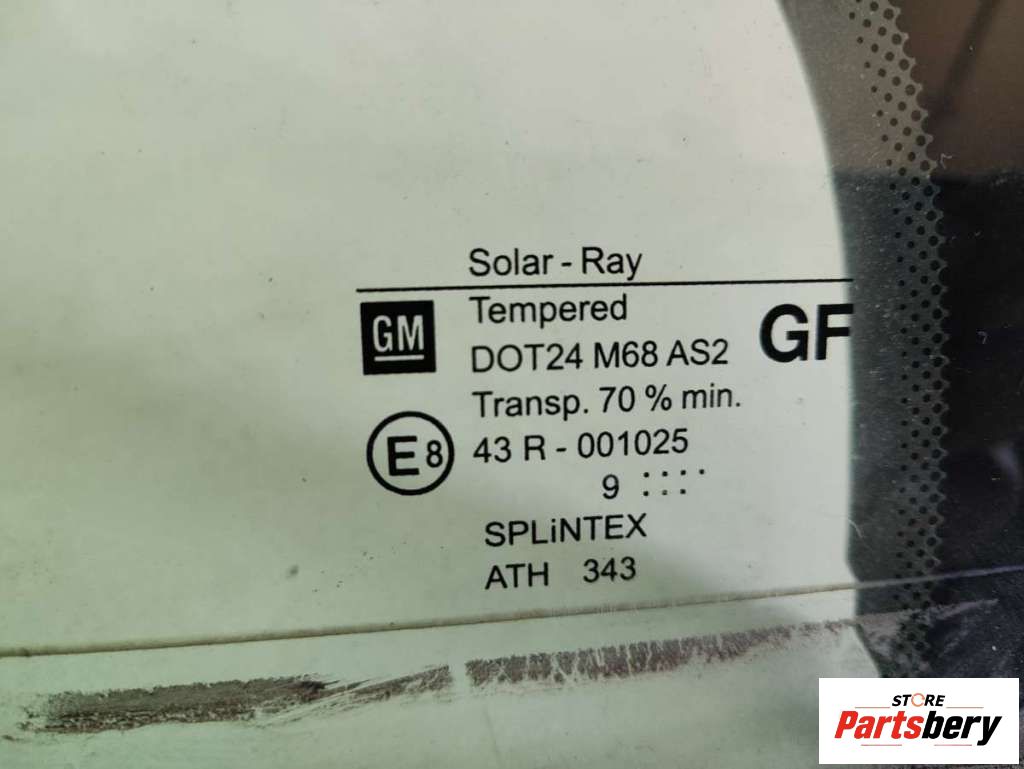 Solar - Ray
GM
Tempered
DOT24 M68 AS2
GF
Transp. 70 % min.
E8
43 R - 001025
9
SPLiNTEX
ATH 343
STORE
Partsbery